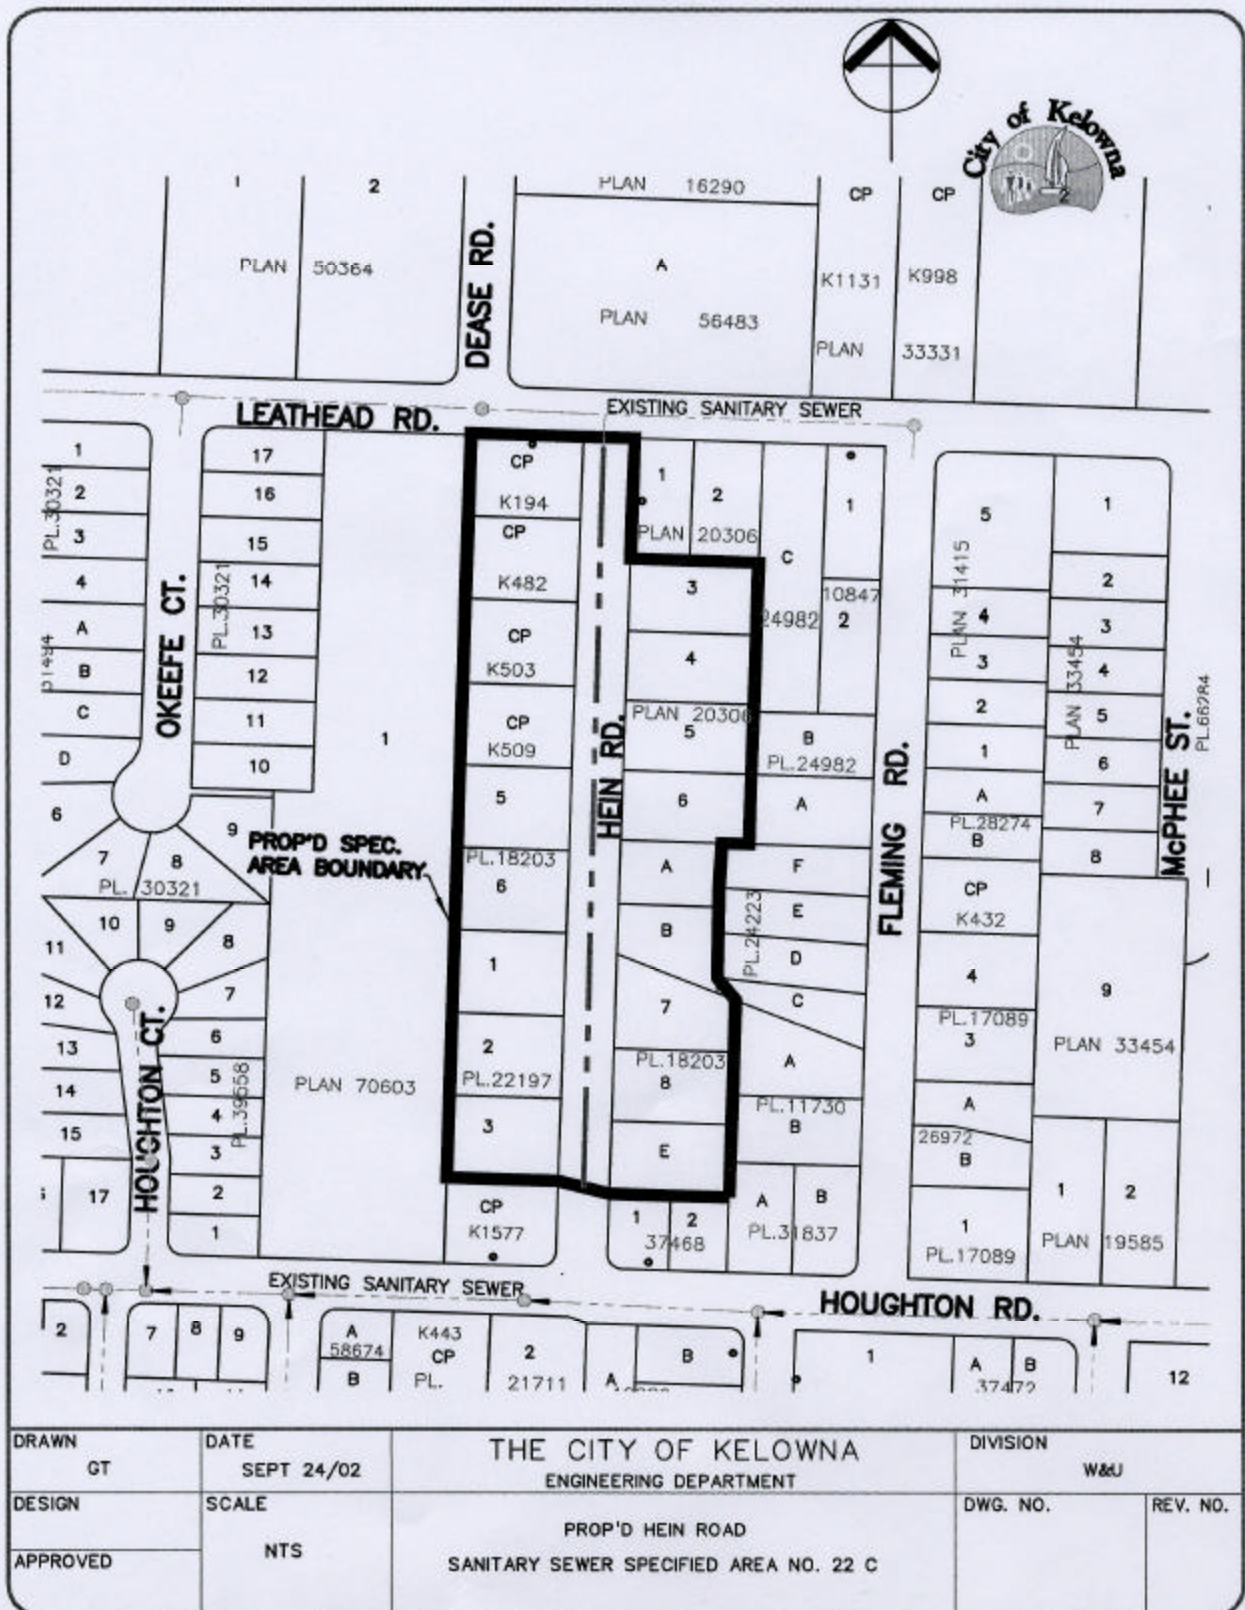 City of Kelowna
2
1
2
PLAN 50364
DEASE RD.
PLAN 16290
A
PLAN 56483
CP
CP
K1131
K998
PLAN 33331
LEATHEAD RD.
EXISTING SANITARY SEWER
1
2
3
4
PL.30321
A
B
C
D
6
7
8
9
PL. 30321
OKEEFE CT.
17
16
15
14
13
12
11
10
PL.30321
1
PLAN 70603
PROP'D SPEC.
AREA BOUNDARY
CP
K194
CP
K482
CP
K503
CP
K509
5
PL.18203
6
1
2
PL.22197
3
CP
K1577
HEIN RD.
1
2
PLAN 20306
3
4
PLAN 20306
5
6
A
B
7
PL.18203
8
E
1
2
37468
C
24982
1
10847
2
B
PL.24982
A
F
E
D
C
PL.24223
A
PL.11730
B
A
B
PL.31837
FLEMING RD.
5
PLAN 31415
4
3
2
1
A
PL.28274
B
CP
K432
4
PL.17089
3
A
26972
B
1
PL.17089
1
2
3
4
5
6
7
8
PLAN 33454
9
PLAN 33454
1
2
PLAN 19585
McPHEE ST.
PL.66284
10
9
8
7
11
12
13
14
15
17
HOUGHTON CT.
6
5
4
3
2
1
PL.39558
EXISTING SANITARY SEWER
HOUGHTON RD.
2
7
8
9
A
58674
B
K443
CP
PL.
2
21711
A
B
1
A
B
37472
12
DRAWN
GT
DATE
SEPT 24/02
THE CITY OF KELOWNA
ENGINEERING DEPARTMENT
DIVISION
W&U
DESIGN
SCALE
NTS
PROP'D HEIN ROAD
SANITARY SEWER SPECIFIED AREA NO. 22 C
DWG. NO.
REV. NO.
APPROVED